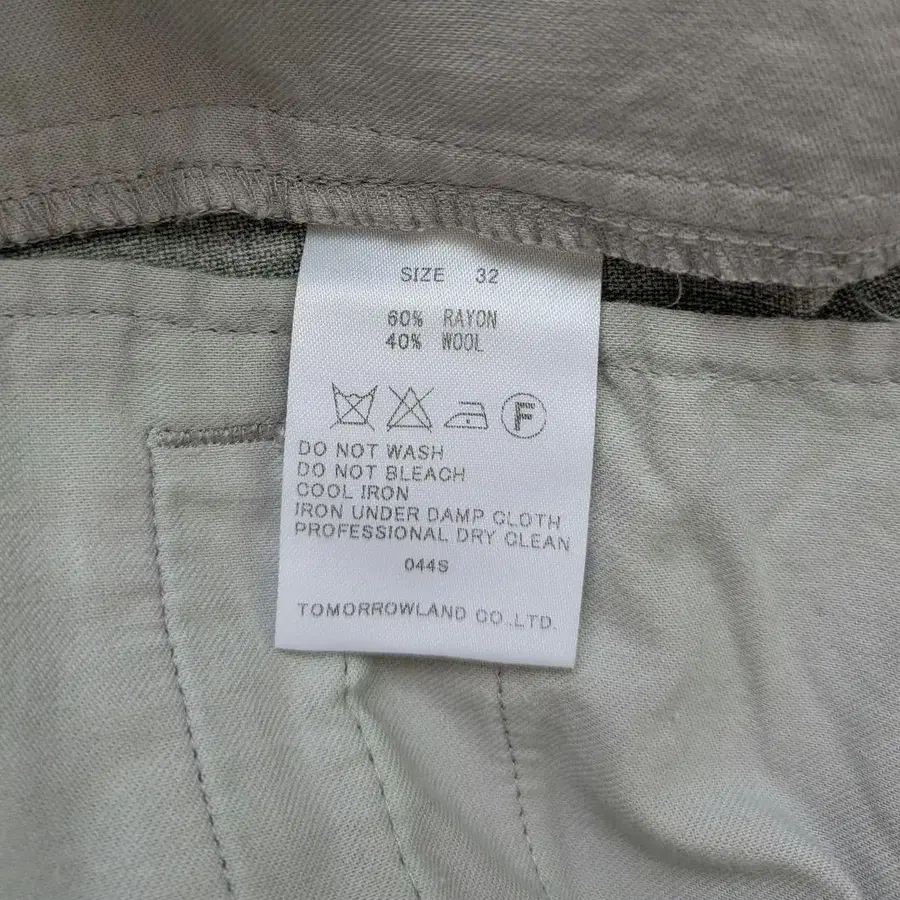 SIZE 32
60% RAYON
40% WOOL
F
DO NOT WASH
DO NOT BLEACH
COOL IRON
IRON UNDER DAMP CLOTH
PROFESSIONAL DRY CLEAN
044S
TOMORROWLAND CO.,LTD.